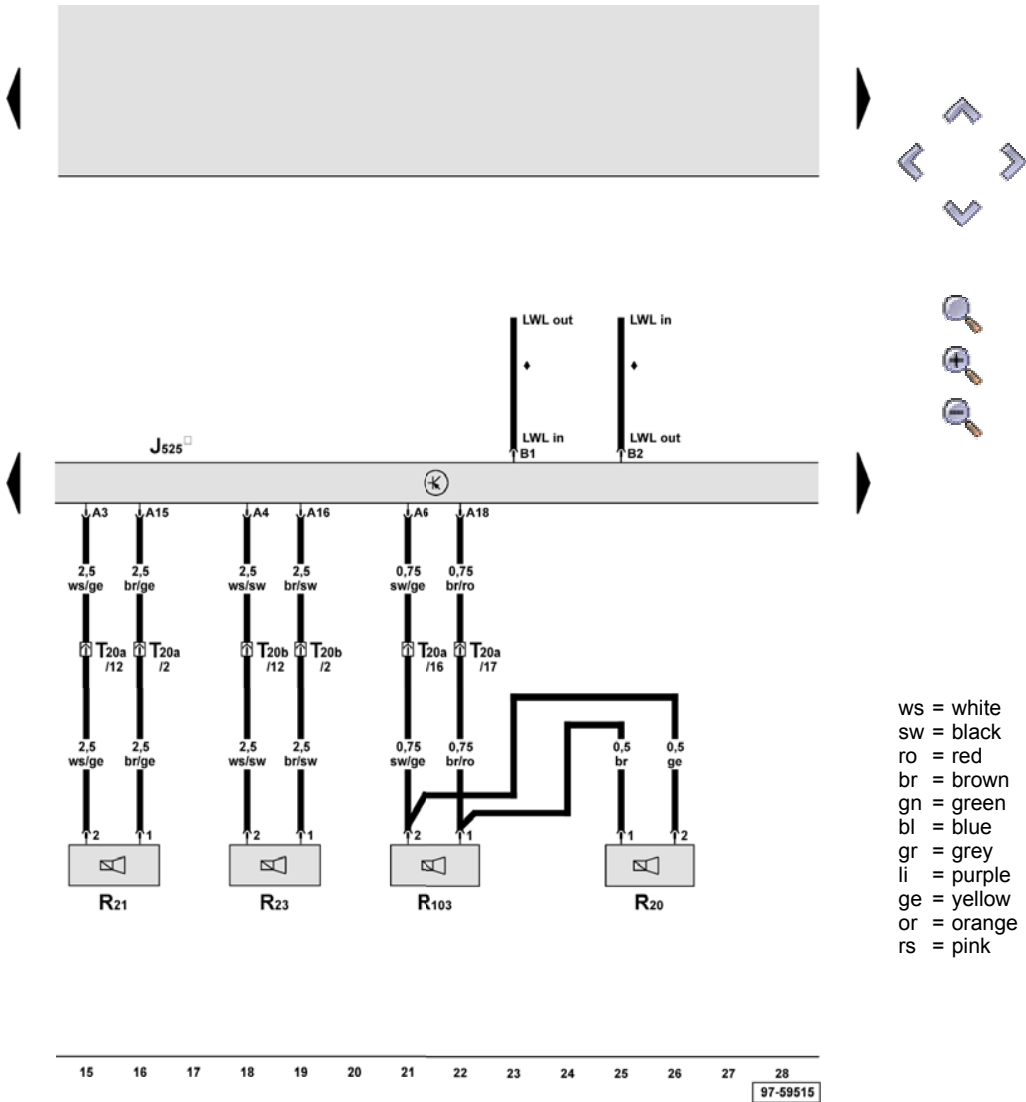 LWL out LWL in
J525
LWL in LWL out
B1 B2
A3 A15 A4 A16 A6 A18
2,5 2,5 2,5 2,5 0,75 0,75
ws/ge br/ge ws/sw br/sw sw/ge br/ro
T20a T20a T20b T20b T20a T20a
/12 /2 /12 /2 /16 /17
2,5 2,5 2,5 2,5 0,75 0,75 0,5 0,5
ws/ge br/ge ws/sw br/sw sw/ge br/ro br ge
2 1 2 1 2 1 1 2
R21 R23 R103 R20
ws = white
sw = black
ro = red
br = brown
gn = green
bl = blue
gr = grey
li = purple
ge = yellow
or = orange
rs = pink
15 16 17 18 19 20 21 22 23 24 25 26 27 28
97-59515